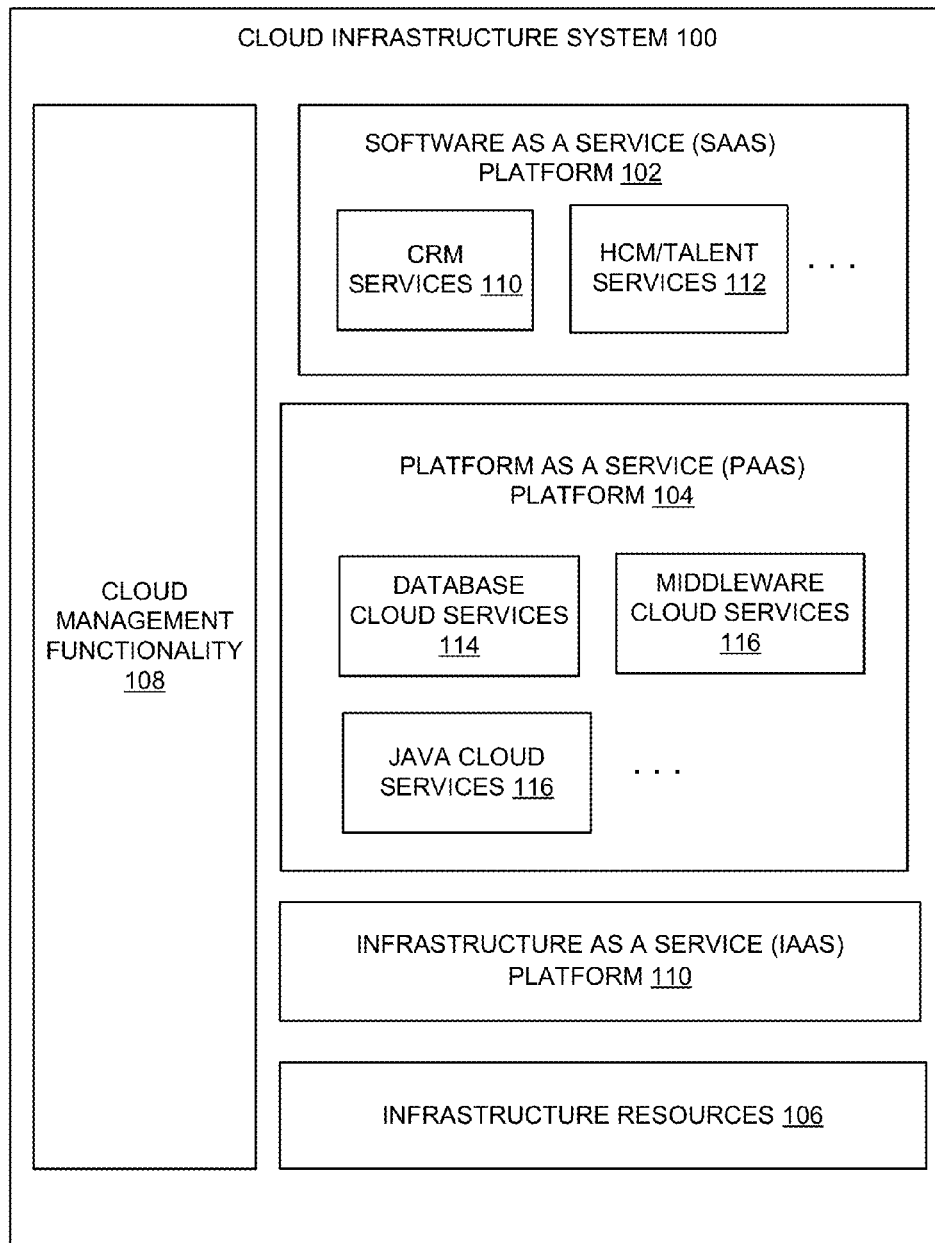 CLOUD INFRASTRUCTURE SYSTEM 100
SOFTWARE AS A SERVICE (SAAS)
PLATFORM 102
CRM
SERVICES 110
HCM/TALENT
SERVICES 112
. . .
PLATFORM AS A SERVICE (PAAS)
PLATFORM 104
DATABASE
CLOUD SERVICES
114
MIDDLEWARE
CLOUD SERVICES
116
JAVA CLOUD
SERVICES 116
. . .
CLOUD
MANAGEMENT
FUNCTIONALITY
108
INFRASTRUCTURE AS A SERVICE (IAAS)
PLATFORM 110
INFRASTRUCTURE RESOURCES 106